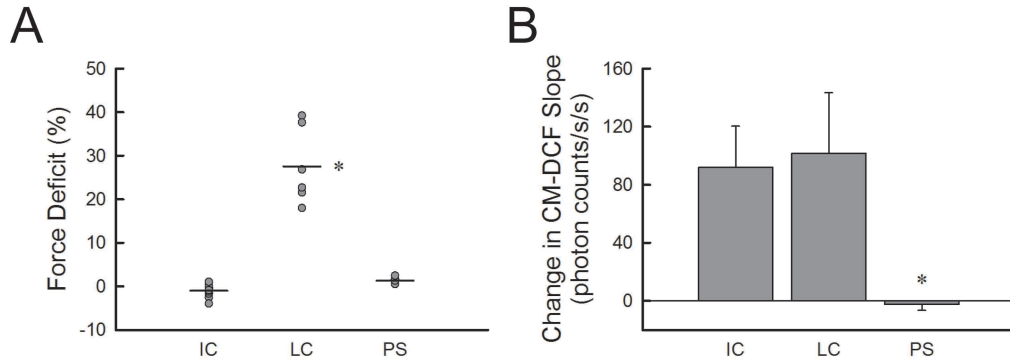 A
B
Force Deficit (%)
50
40
30
20
10
0
-10
*
IC
LC
PS
Change in CM-DCF Slope
(photon counts/s/s/s)
160
120
80
40
0
-40
*
IC
LC
PS